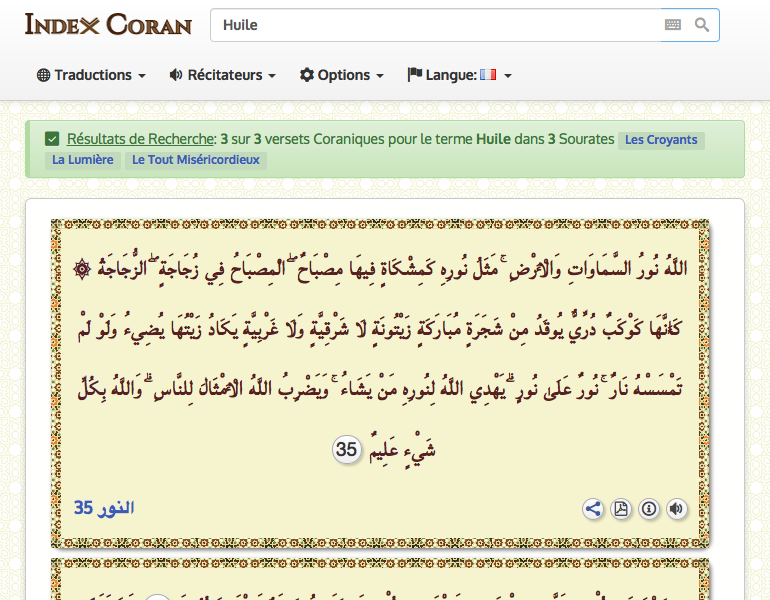 INDEX CORAN
Huile
Traductions
Récitateurs
Options
Langue:
Résultats de Recherche: 3 sur 3 versets Coraniques pour le terme Huile dans 3 Sourates Les Croyants
La Lumière Le Tout Miséricordieux
۞ اللَّهُ نُورُ السَّمَاوَاتِ وَالْأَرْضِ ۚ مَثَلُ نُورِهِ كَمِشْكَاةٍ فِيهَا مِصْبَاحٌ ۖ الْمِصْبَاحُ فِي زُجَاجَةٍ ۖ الزُّجَاجَةُ
كَأَنَّهَا كَوْكَبٌ دُرِّيٌّ يُوقَدُ مِنْ شَجَرَةٍ مُبَارَكَةٍ زَيْتُونَةٍ لَا شَرْقِيَّةٍ وَلَا غَرْبِيَّةٍ يَكَادُ زَيْتُهَا يُضِيءُ وَلَوْ لَمْ
تَمْسَسْهُ نَارٌ ۚ نُورٌ عَلَىٰ نُورٍ ۗ يَهْدِي اللَّهُ لِنُورِهِ مَنْ يَشَاءُ ۚ وَيَضْرِبُ اللَّهُ الْأَمْثَالَ لِلنَّاسِ ۗ وَاللَّهُ بِكُلِّ
شَيْءٍ عَلِيمٌ 35
النور 35